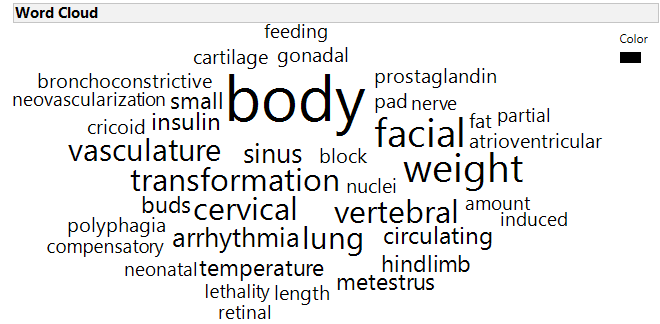 Word Cloud
feeding
Color
cartilage gonadal
bronchoconstrictive
prostaglandin
neovascularization small body pad nerve
cricoid insulin facial fat partial
atrioventricular
vasculature sinus block weight
transformation nuclei
buds cervical vertebral amount
induced
polyphagia
compensatory arrhythmia lung circulating
neonatal temperature hindlimb
metestrus
lethality length
retinal